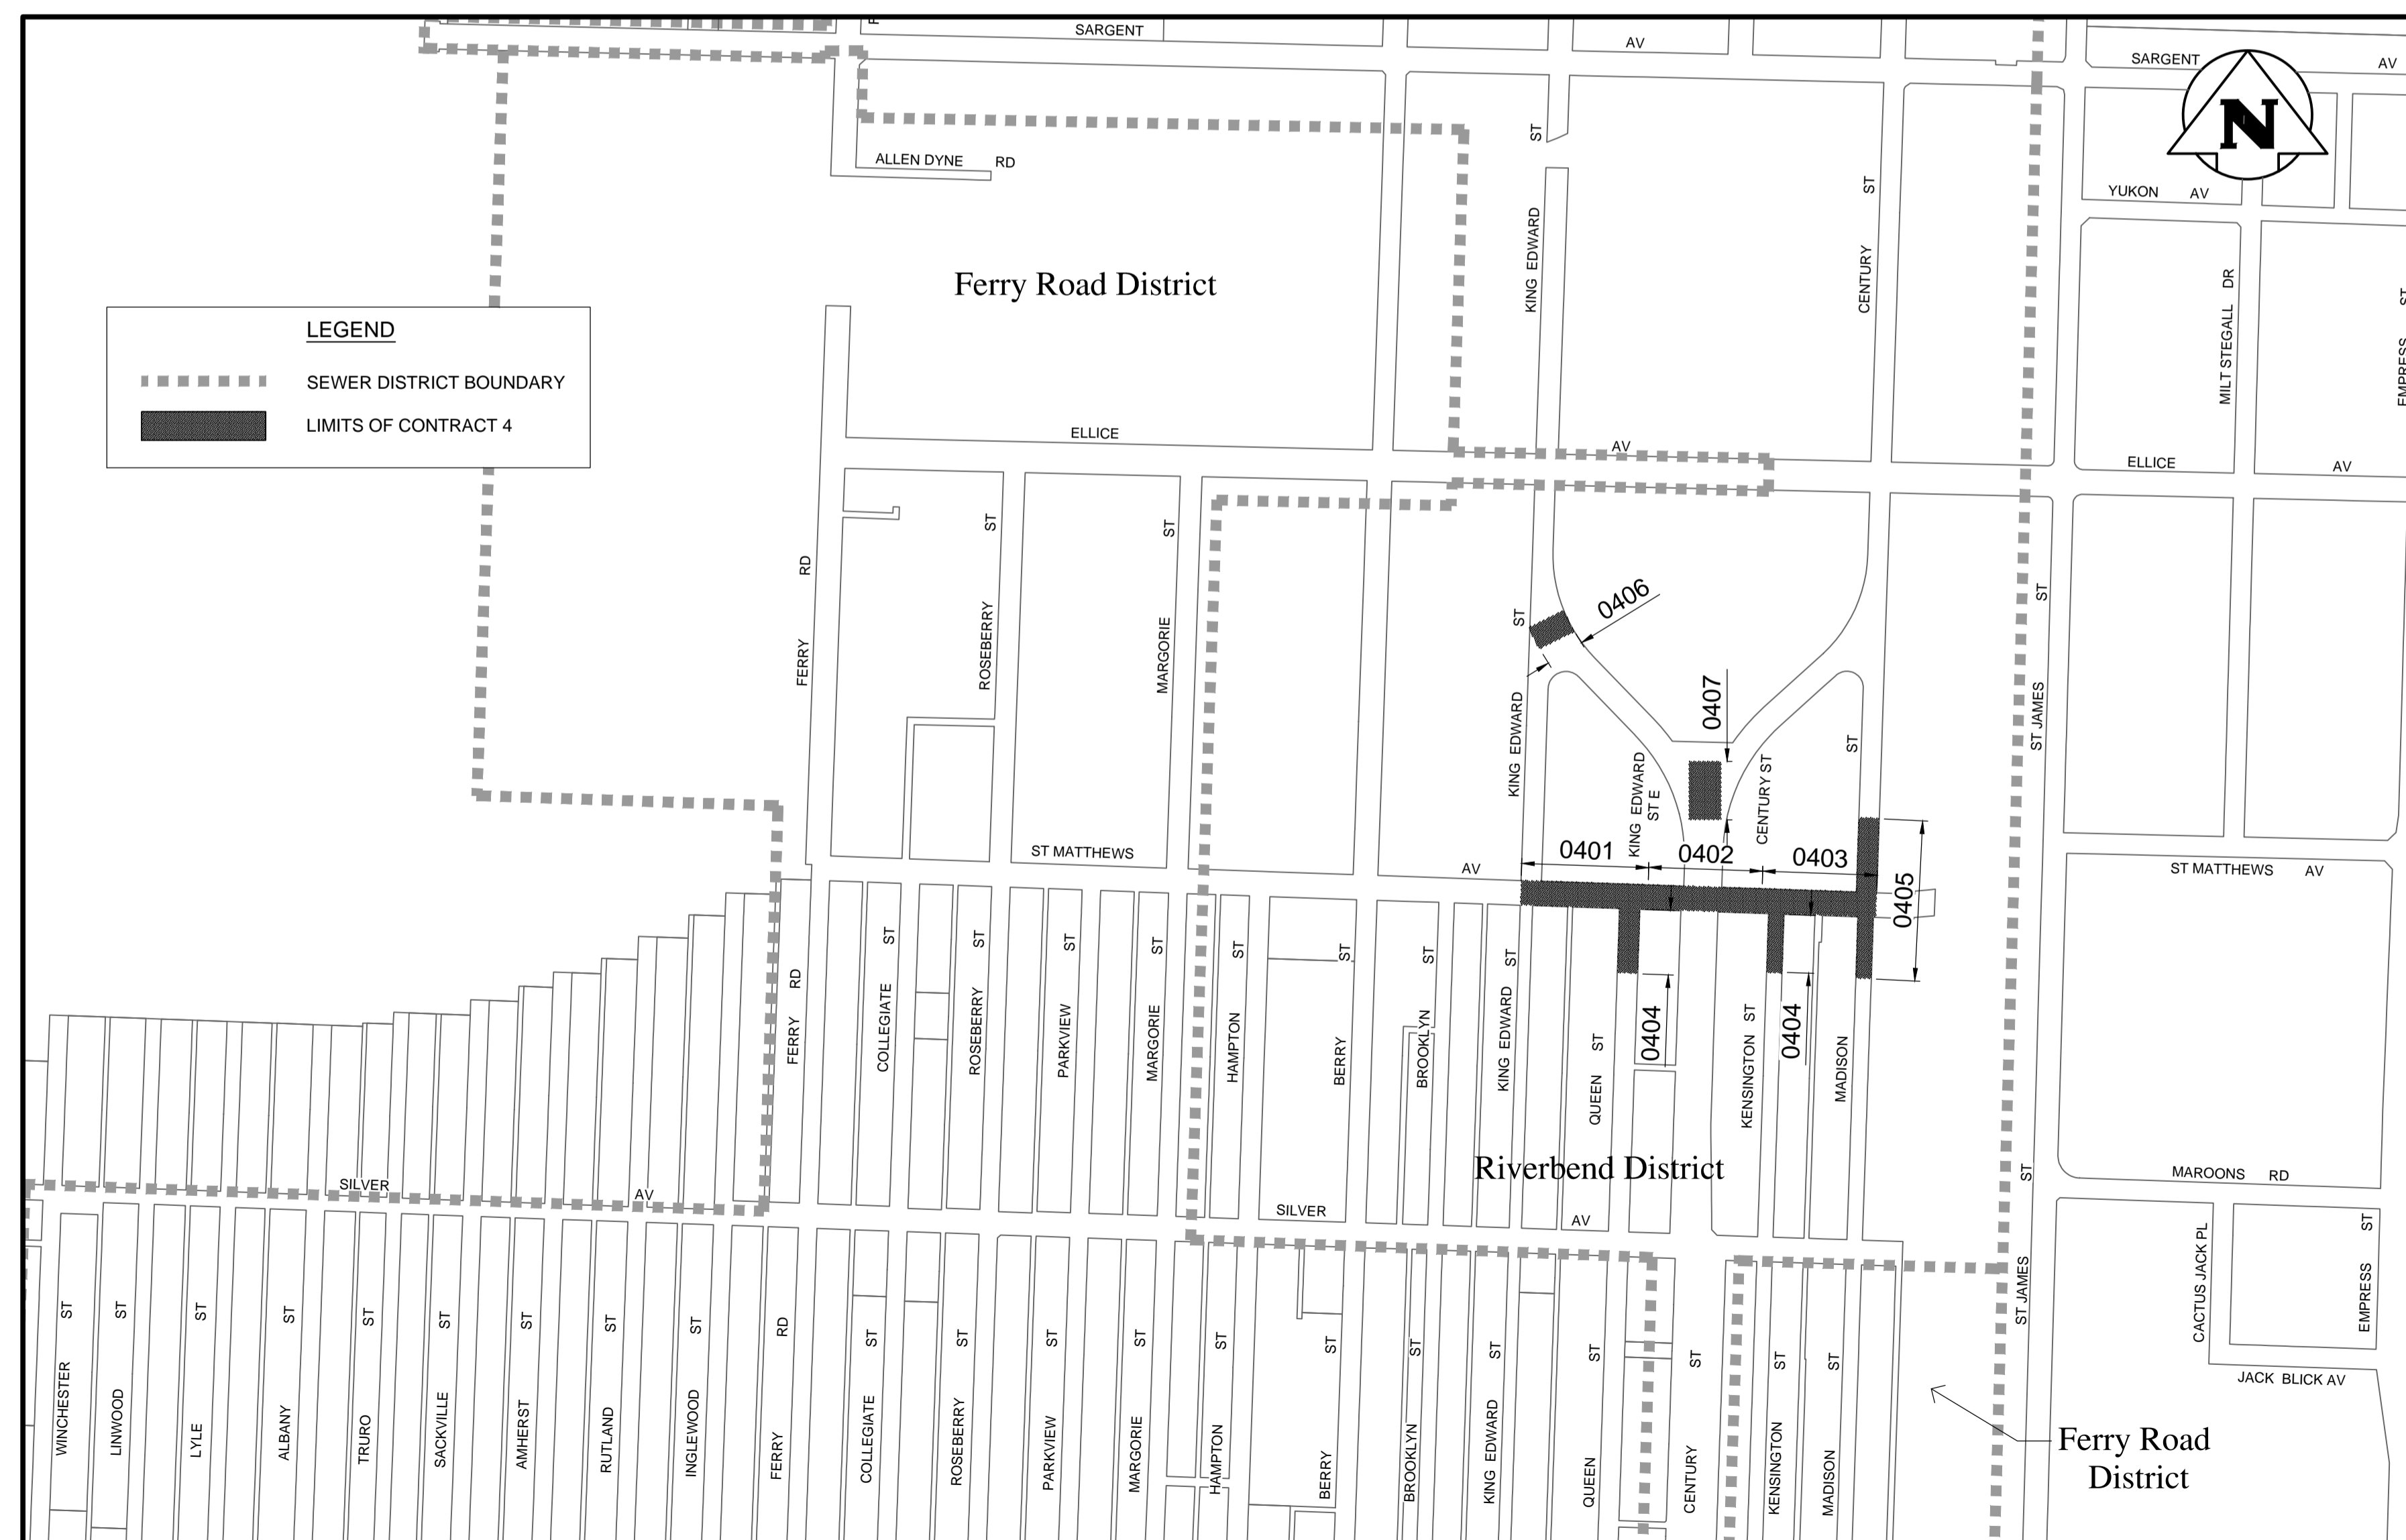 SARGENT
AV
SARGENT
AV
N
ST
ALLEN DYNE RD
ST
YUKON AV
KING EDWARD
CENTURY
MILT STEGALL DR
EMPRESS ST
Ferry Road District
LEGEND
SEWER DISTRICT BOUNDARY
LIMITS OF CONTRACT 4
ELLICE
AV
ELLICE
AV
FERRY RD
ROSEBERRY ST
MARGORIE ST
KING EDWARD ST
0406
0407
KING EDWARD
ST E
CENTURY ST
ST
ST JAMES ST
ST MATTHEWS
AV
0401
0402
0403
0405
ST MATTHEWS AV
FERRY RD
COLLEGIATE ST
ROSEBERRY ST
PARKVIEW ST
MARGORIE ST
HAMPTON ST
BERRY ST
BROOKLYN ST
KING EDWARD ST
QUEEN ST
0404
KENSINGTON ST
0404
MADISON
Riverbend District
MAROONS RD
SILVER
AV
SILVER
AV
ST JAMES ST
CACTUS JACK PL
EMPRESS ST
JACK BLICK AV
WINCHESTER ST
LINWOOD ST
LYLE ST
ALBANY ST
TRURO ST
SACKVILLE ST
AMHERST ST
RUTLAND ST
INGLEWOOD ST
FERRY RD
COLLEGIATE ST
ROSEBERRY ST
PARKVIEW ST
MARGORIE ST
HAMPTON ST
BERRY ST
BROOKLYN ST
KING EDWARD ST
QUEEN ST
CENTURY ST
KENSINGTON ST
MADISON ST
Ferry Road
District